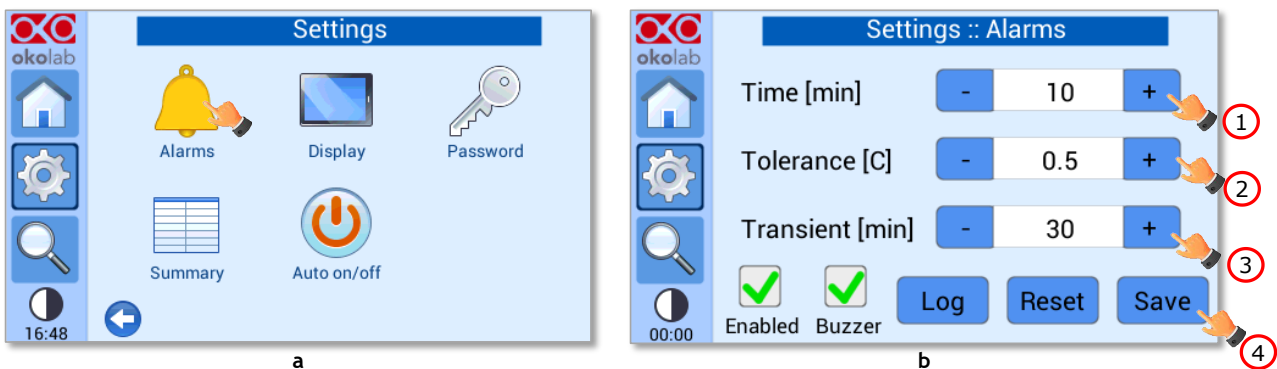 Settings
okolab
Alarms
Display
Password
Summary
Auto on/off
16:48
a
Settings :: Alarms
okolab
Time [min] - 10 + 1
Tolerance [C] - 0.5 + 2
Transient [min] - 30 + 3
Enabled Buzzer Log Reset Save 4
00:00
b